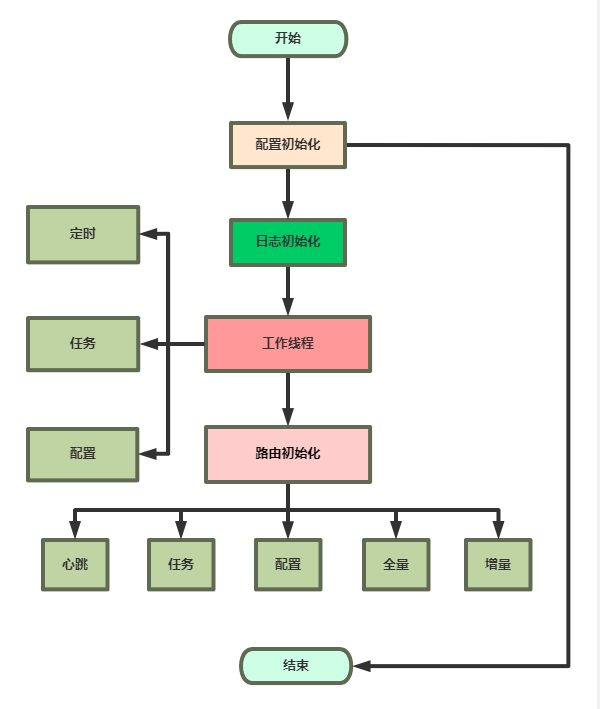 开始
配置初始化
日志初始化
定时
工作线程
任务
配置
路由初始化
心跳
任务
配置
全量
增量
结束